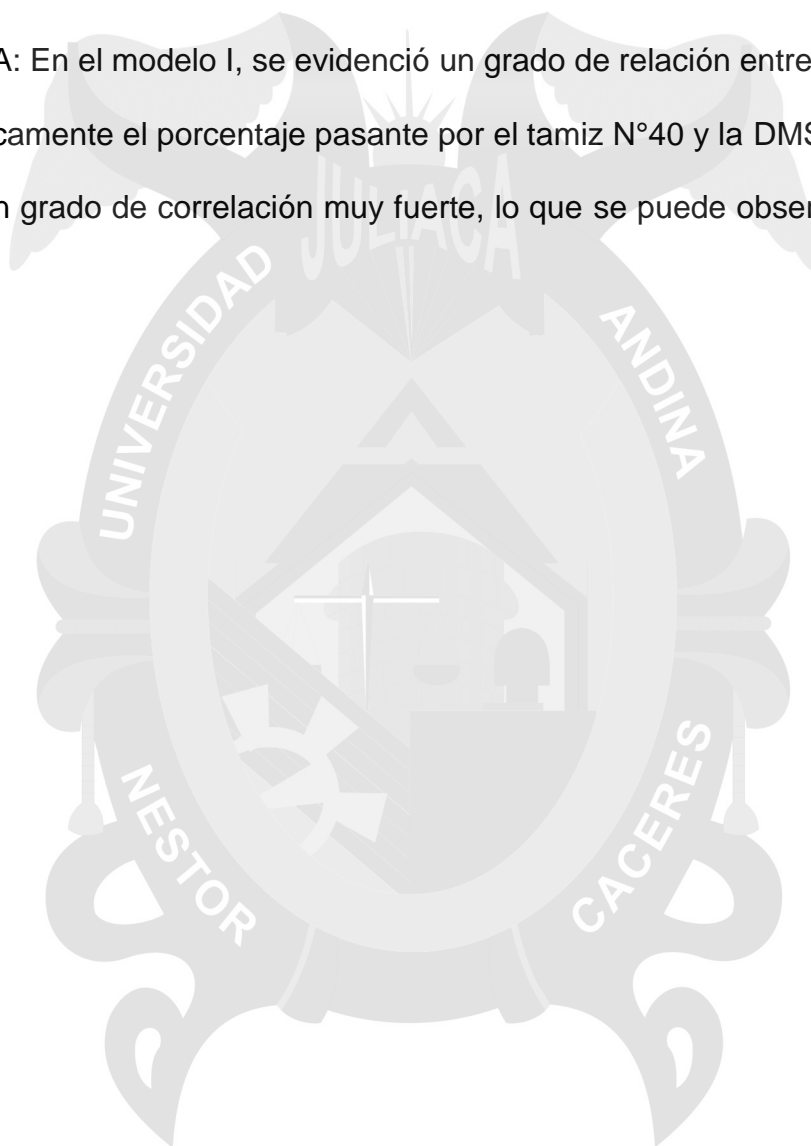 A: En el modelo I, se evidenció un grado de relación entre
camente el porcentaje pasante por el tamiz N°40 y la DMS
grado de correlación muy fuerte, lo que se puede obser
JULIACA
UNIVERSIDAD
ANDINA
NESTOR
CACERES